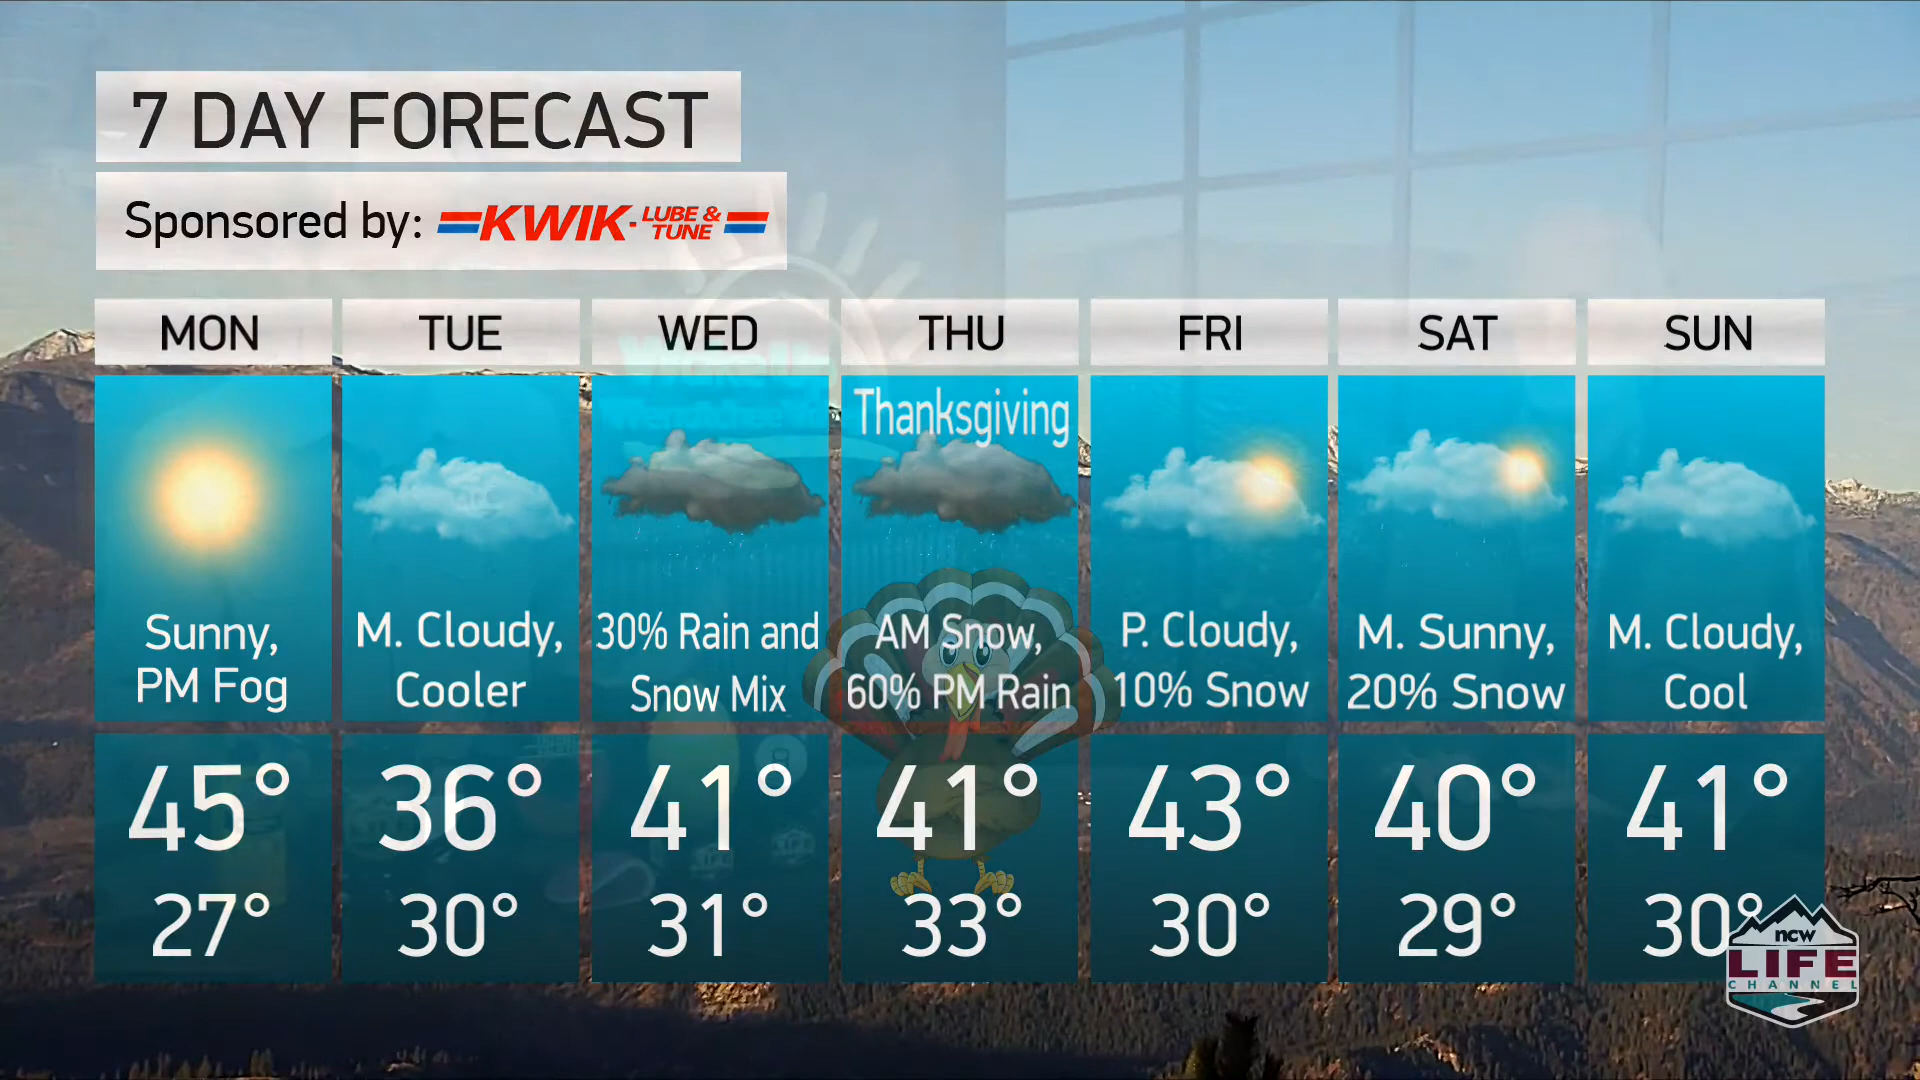 7 DAY FORECAST
Sponsored by: KWIK-LUBE & TUNE
MON TUE WED THU FRI SAT SUN
Thanksgiving
Sunny,
PM Fog
M. Cloudy,
Cooler
30% Rain and
Snow Mix
AM Snow,
60% PM Rain
P. Cloudy,
10% Snow
M. Sunny,
20% Snow
M. Cloudy,
Cool
45° 36° 41° 41° 43° 40° 41°
27° 30° 31° 33° 30° 29° 30°
ncw
LIFE
CHANNEL